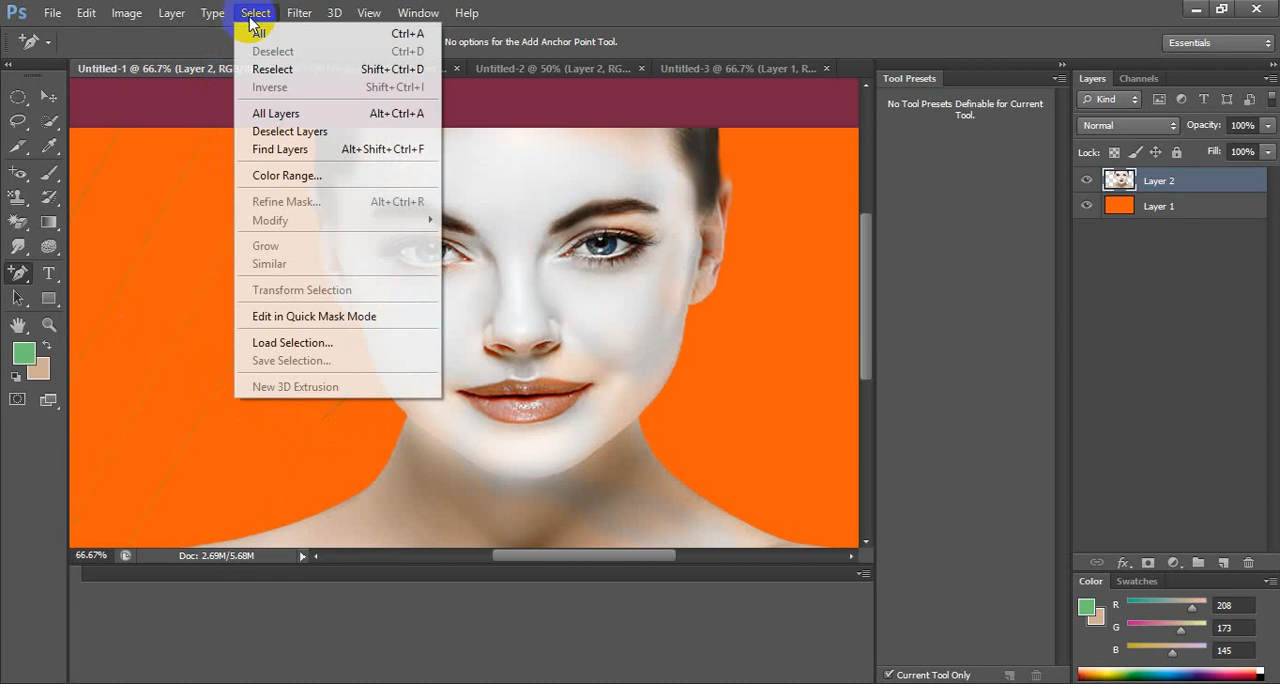 Ps File Edit Image Layer Type Select Filter 3D View Window Help
No options for the Add Anchor Point Tool.
Essentials
All Ctrl+A
Deselect Ctrl+D
Reselect Shift+Ctrl+D
Inverse Shift+Ctrl+I
All Layers Alt+Ctrl+A
Deselect Layers
Find Layers Alt+Shift+Ctrl+F
Color Range...
Refine Mask... Alt+Ctrl+R
Modify
Grow
Similar
Transform Selection
Edit in Quick Mask Mode
Load Selection...
Save Selection...
New 3D Extrusion
Untitled-1 @ 66.7% (Layer 2, RGB/8
Untitled-2 @ 50% (Layer 2, RG...
Untitled-3 @ 66.7% (Layer 1, R...
66.67% Doc: 2.69M/5.68M
Tool Presets
No Tool Presets Definable for Current
Tool.
Current Tool Only
Layers Channels
Kind
Normal Opacity: 100%
Lock: Fill: 100%
Layer 2
Layer 1
Color Swatches
R 208
G 173
B 145